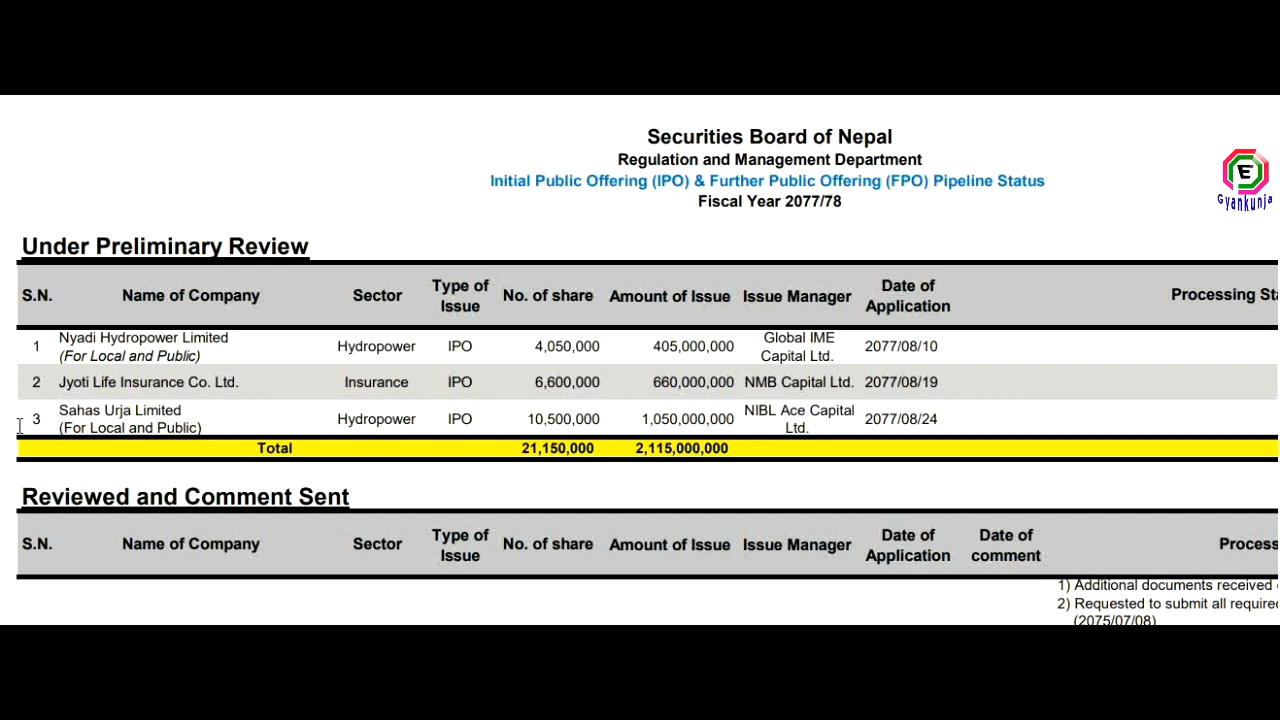 Securities Board of Nepal
Regulation and Management Department
Initial Public Offering (IPO) & Further Public Offering (FPO) Pipeline Status
Fiscal Year 2077/78
E
Gyankunja
Under Preliminary Review
S.N. Name of Company Sector Type of Issue No. of share Amount of Issue Issue Manager Date of Application Processing Sta
1 Nyadi Hydropower Limited (For Local and Public) Hydropower IPO 4,050,000 405,000,000 Global IME Capital Ltd. 2077/08/10
2 Jyoti Life Insurance Co. Ltd. Insurance IPO 6,600,000 660,000,000 NMB Capital Ltd. 2077/08/19
3 Sahas Urja Limited (For Local and Public) Hydropower IPO 10,500,000 1,050,000,000 NIBL Ace Capital Ltd. 2077/08/24
Total 21,150,000 2,115,000,000
Reviewed and Comment Sent
S.N. Name of Company Sector Type of Issue No. of share Amount of Issue Issue Manager Date of Application Date of comment Process
1) Additional documents received
2) Requested to submit all require
(2075/07/08)